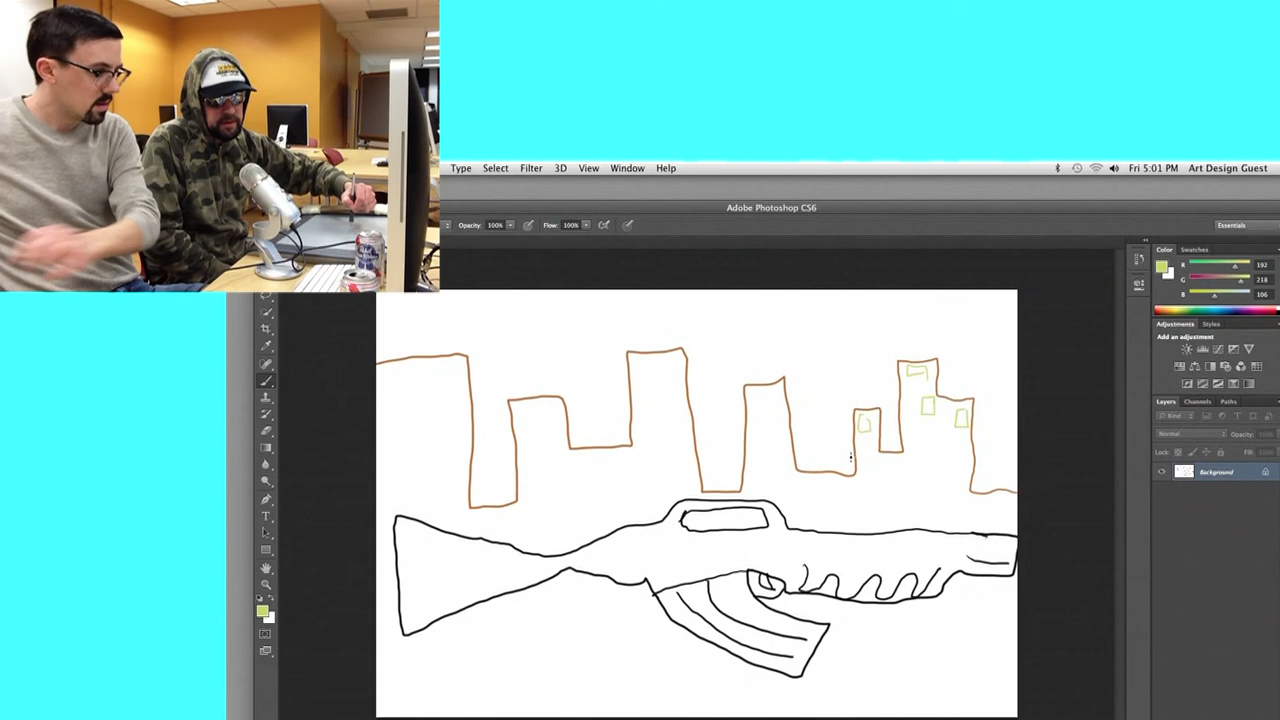 Type Select Filter 3D View Window Help Fri 5:01 PM Art Design Guest
Adobe Photoshop CS6
Opacity: 100% Flow: 100% Essentials
Color Swatches
R 192
G 218
B 106
Adjustments Styles
Add an adjustment
Layers Channels Paths
Kind
Normal Opacity:
Lock: Fill:
Background